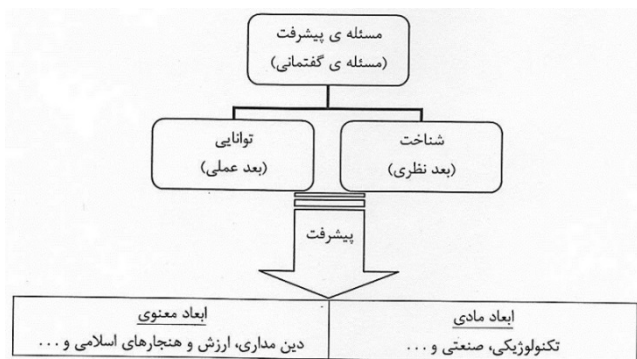 مسئله ی پیشرفت
(مسئله ی گفتمانی)
شناخت
(بعد نظری)
توانایی
(بعد عملی)
پیشرفت
ابعاد مادی
تکنولوژیکی، صنعتی و ...
ابعاد معنوی
دین مداری، ارزش و هنجارهای اسلامی و ...